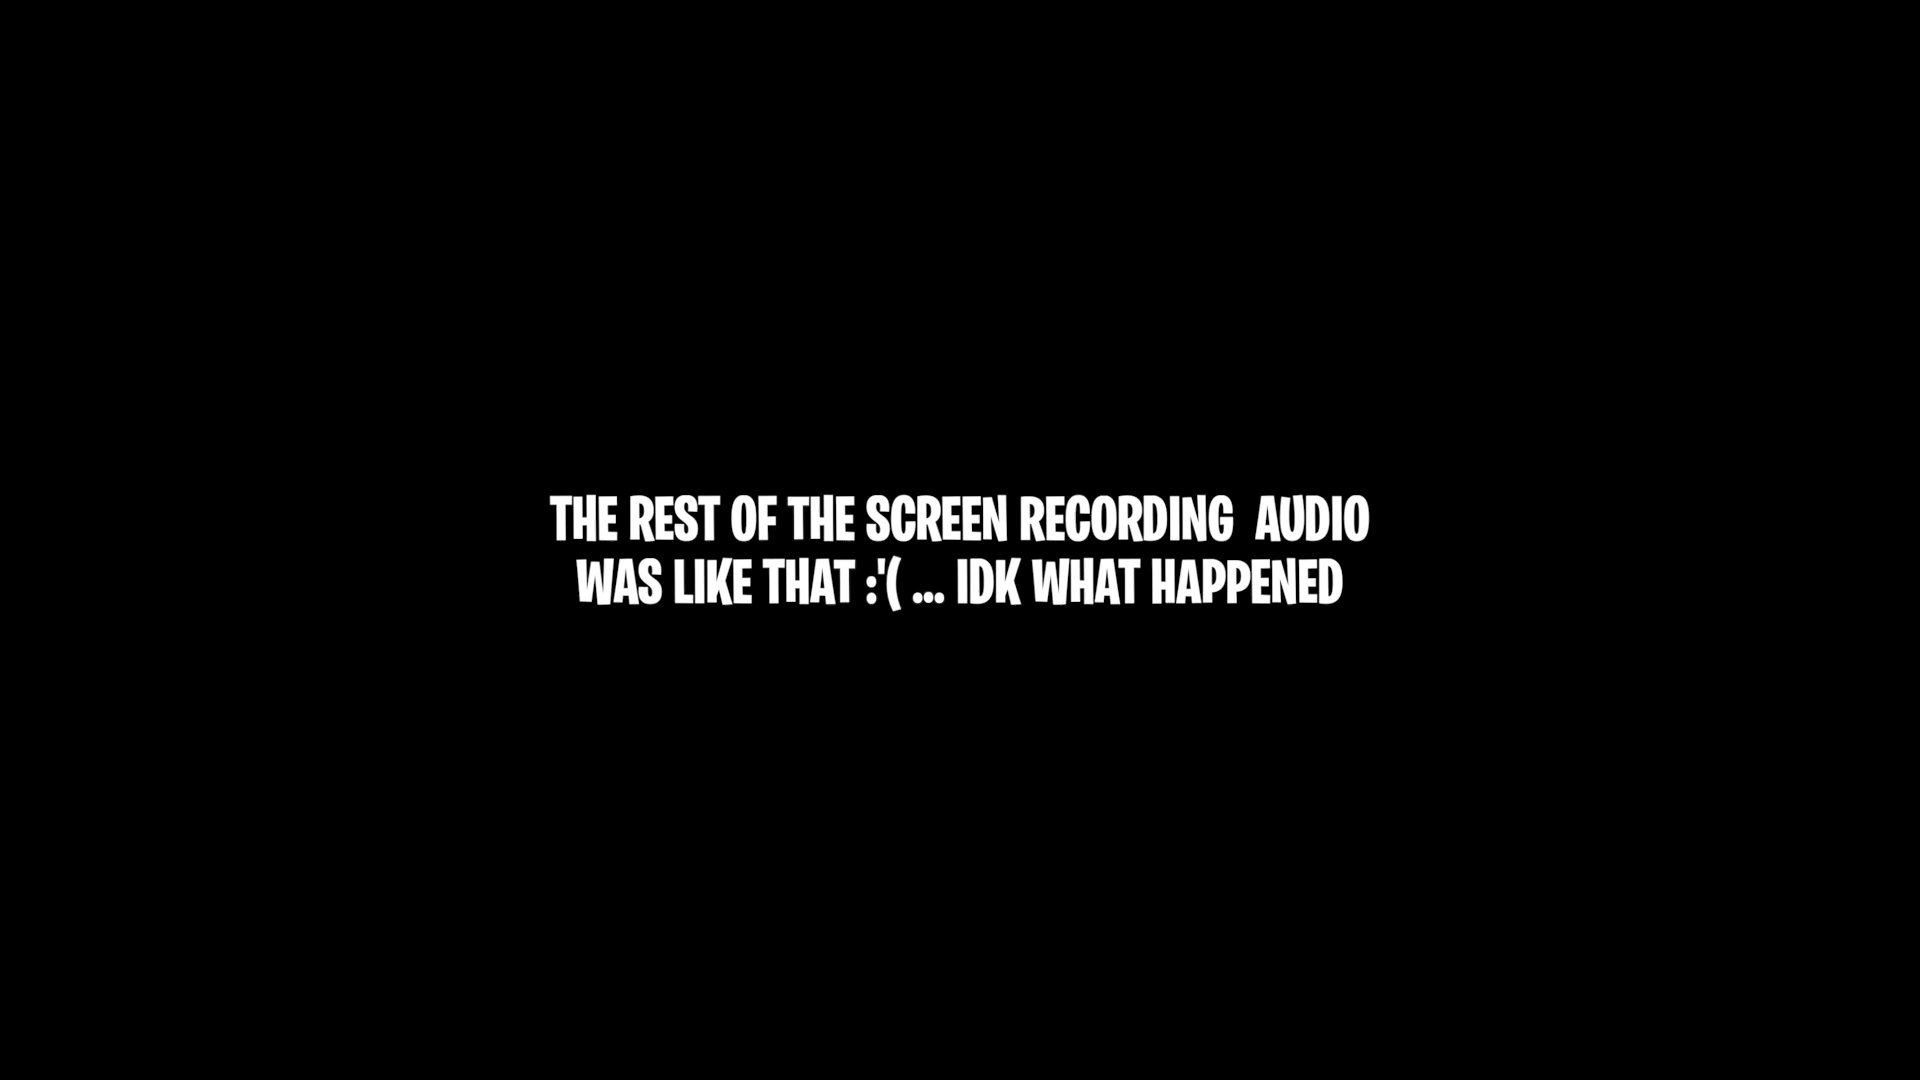 THE REST OF THE SCREEN RECORDING  AUDIO
WAS LIKE THAT :'( ... IDK WHAT HAPPENED